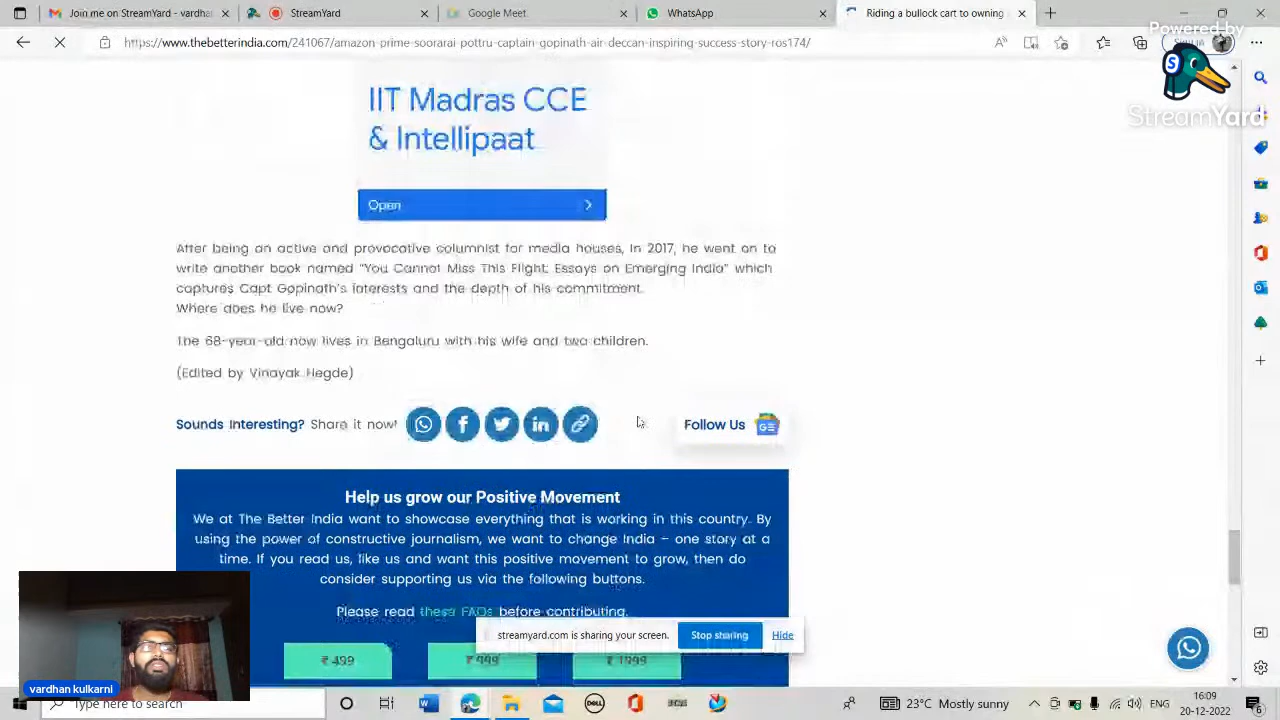 StreamYard - vardha
StreamYard
Google Meet
WhatsApp
Riding a bullock cart to owning
Powered by
https://www.thebetterindia.com/241067/amazon-prime-soorarai-pottru-captain-gopinath-air-deccan-inspiring-success-story-ros174/
StreamYard
IIT Madras CCE
& Intellipaat
Open
After being an active and provocative columnist for media houses, in 2017, he went on to
write another book named “You Cannot Miss This Flight: Essays on Emerging India” which
captures Capt Gopinath’s interests and the depth of his commitment.
Where does he live now?
The 68-year-old now lives in Bengaluru with his wife and two children.
(Edited by Vinayak Hegde)
Sounds Interesting? Share it now!
Follow Us
GE
Help us grow our Positive Movement
We at The Better India want to showcase everything that is working in this country. By
using the power of constructive journalism, we want to change India – one story at a
time. If you read us, like us and want this positive movement to grow, then do
consider supporting us via the following buttons.
Please read these FAQs before contributing.
streamyard.com is sharing your screen.
Stop sharing
Hide
₹ 499
₹ 999
₹ 1999
vardhan kulkarni
Type here to search
23°C Mostly sunny
ENG
16:09
20-12-2022